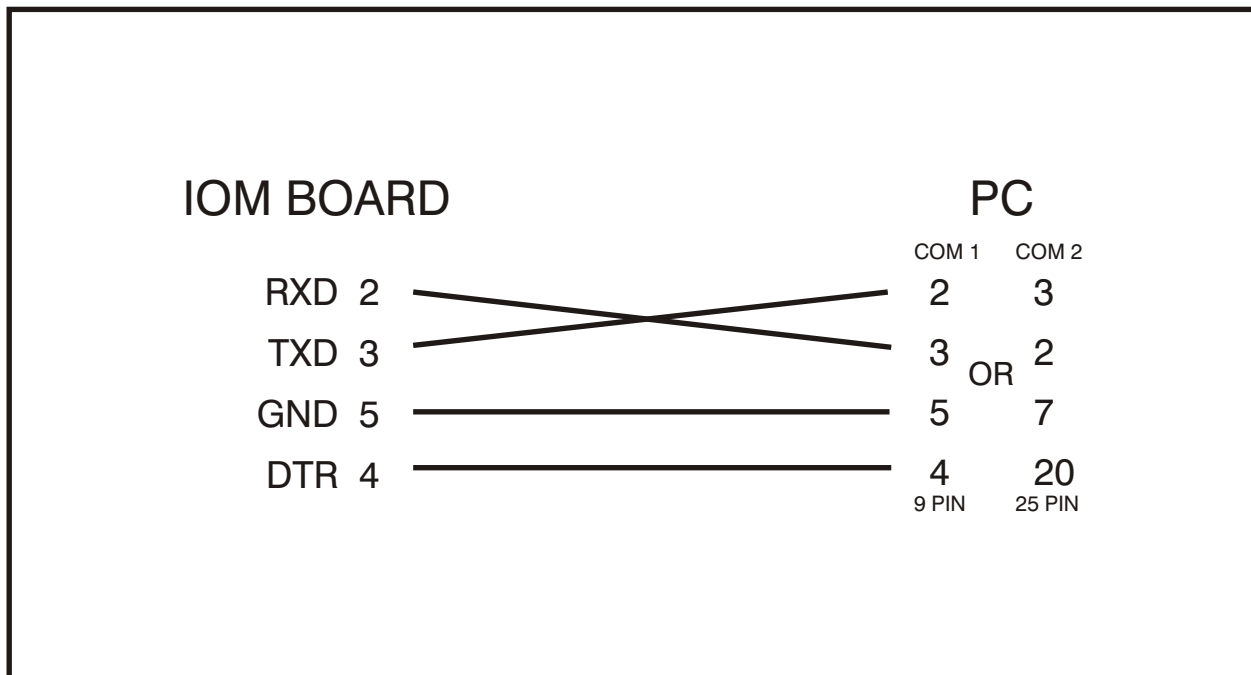 IOM BOARD PC
COM 1 COM 2
RXD 2 2 3
TXD 3 3 2
OR
GND 5 5 7
DTR 4 4 20
9 PIN 25 PIN